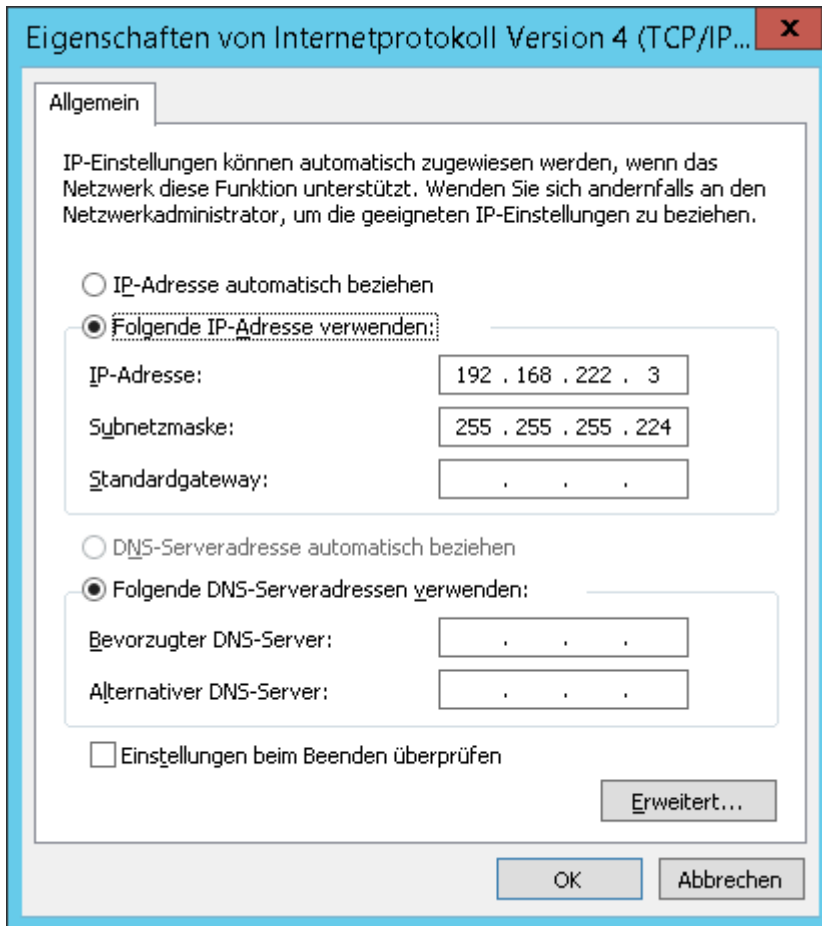 Eigenschaften von Internetprotokoll Version 4 (TCP/IP...
x
Allgemein
IP-Einstellungen können automatisch zugewiesen werden, wenn das
Netzwerk diese Funktion unterstützt. Wenden Sie sich andernfalls an den
Netzwerkadministrator, um die geeigneten IP-Einstellungen zu beziehen.
IP-Adresse automatisch beziehen
Folgende IP-Adresse verwenden:
IP-Adresse: 192 . 168 . 222 . 3
Subnetzmaske: 255 . 255 . 255 . 224
Standardgateway: . . .
DNS-Serveradresse automatisch beziehen
Folgende DNS-Serveradressen verwenden:
Bevorzugter DNS-Server: . . .
Alternativer DNS-Server: . . .
Einstellungen beim Beenden überprüfen
Erweitert...
OK Abbrechen